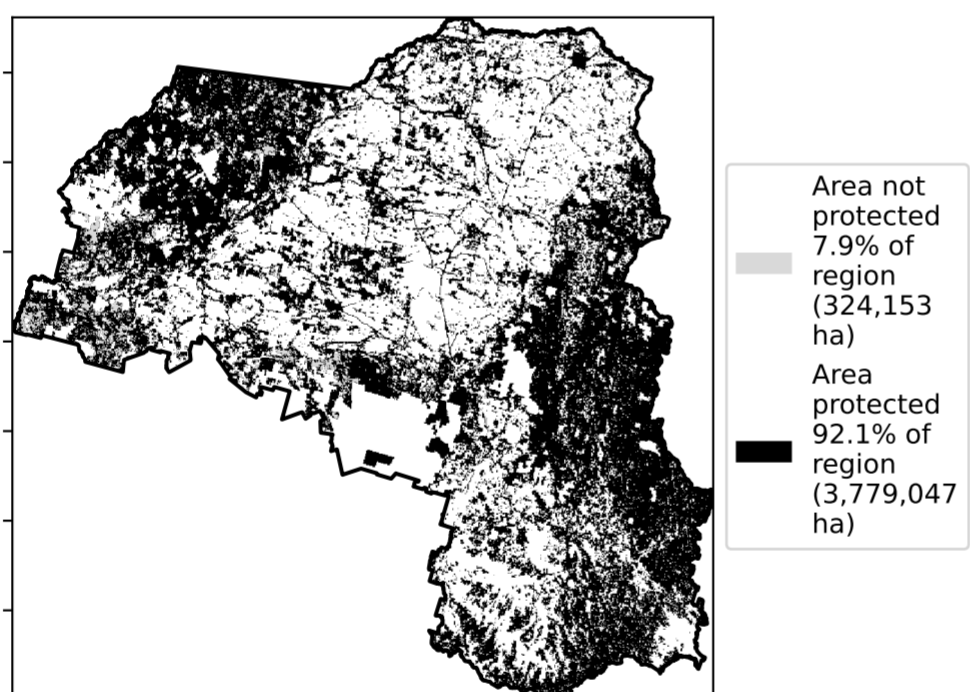 Area not
protected
7.9% of
region
(324,153
ha)
Area
protected
92.1% of
region
(3,779,047
ha)